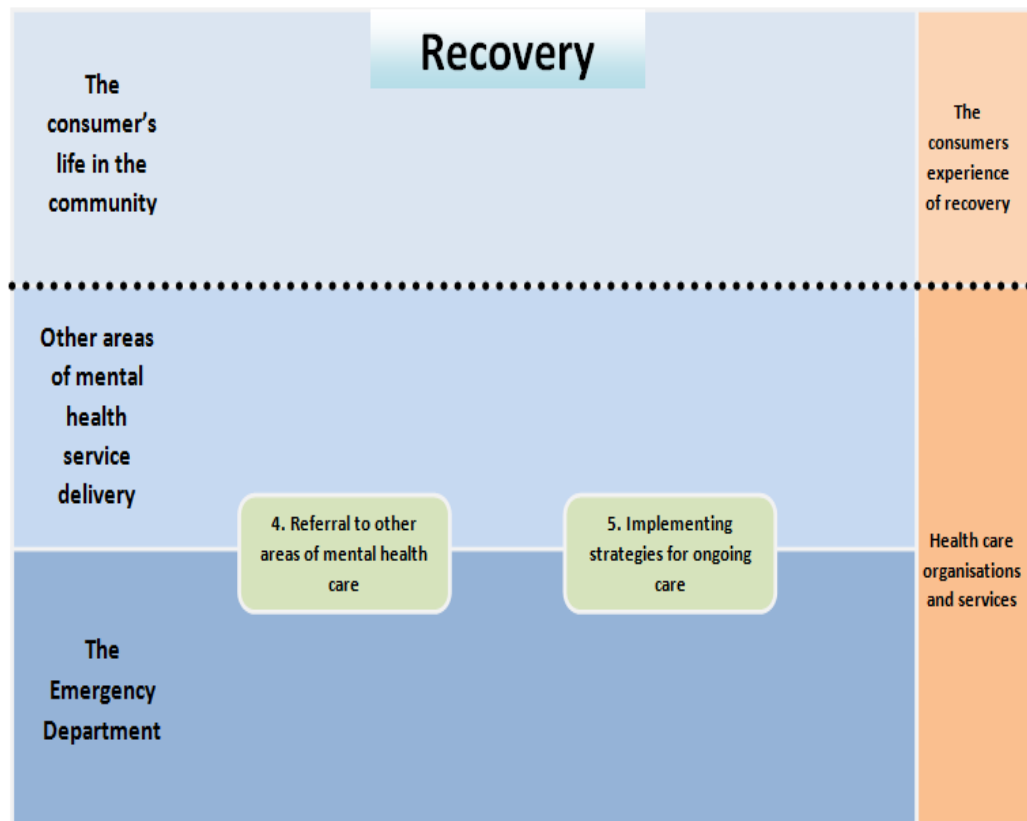 Recovery
The
consumer's
life in the
community
The
consumers
experience
of recovery
Other areas
of mental
health
service
delivery
4. Referral to other
areas of mental health
care
5. Implementing
strategies for ongoing
care
Health care
organisations
and services
The
Emergency
Department